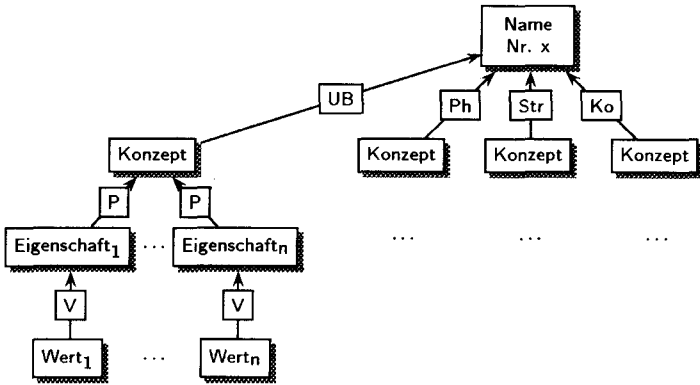 Name
Nr. x
UB
Ph
Str
Ko
Konzept
Konzept
Konzept
Konzept
P
P
Eigenschaft1
...
Eigenschaftn
...
...
...
V
V
Wert1
...
Wertn